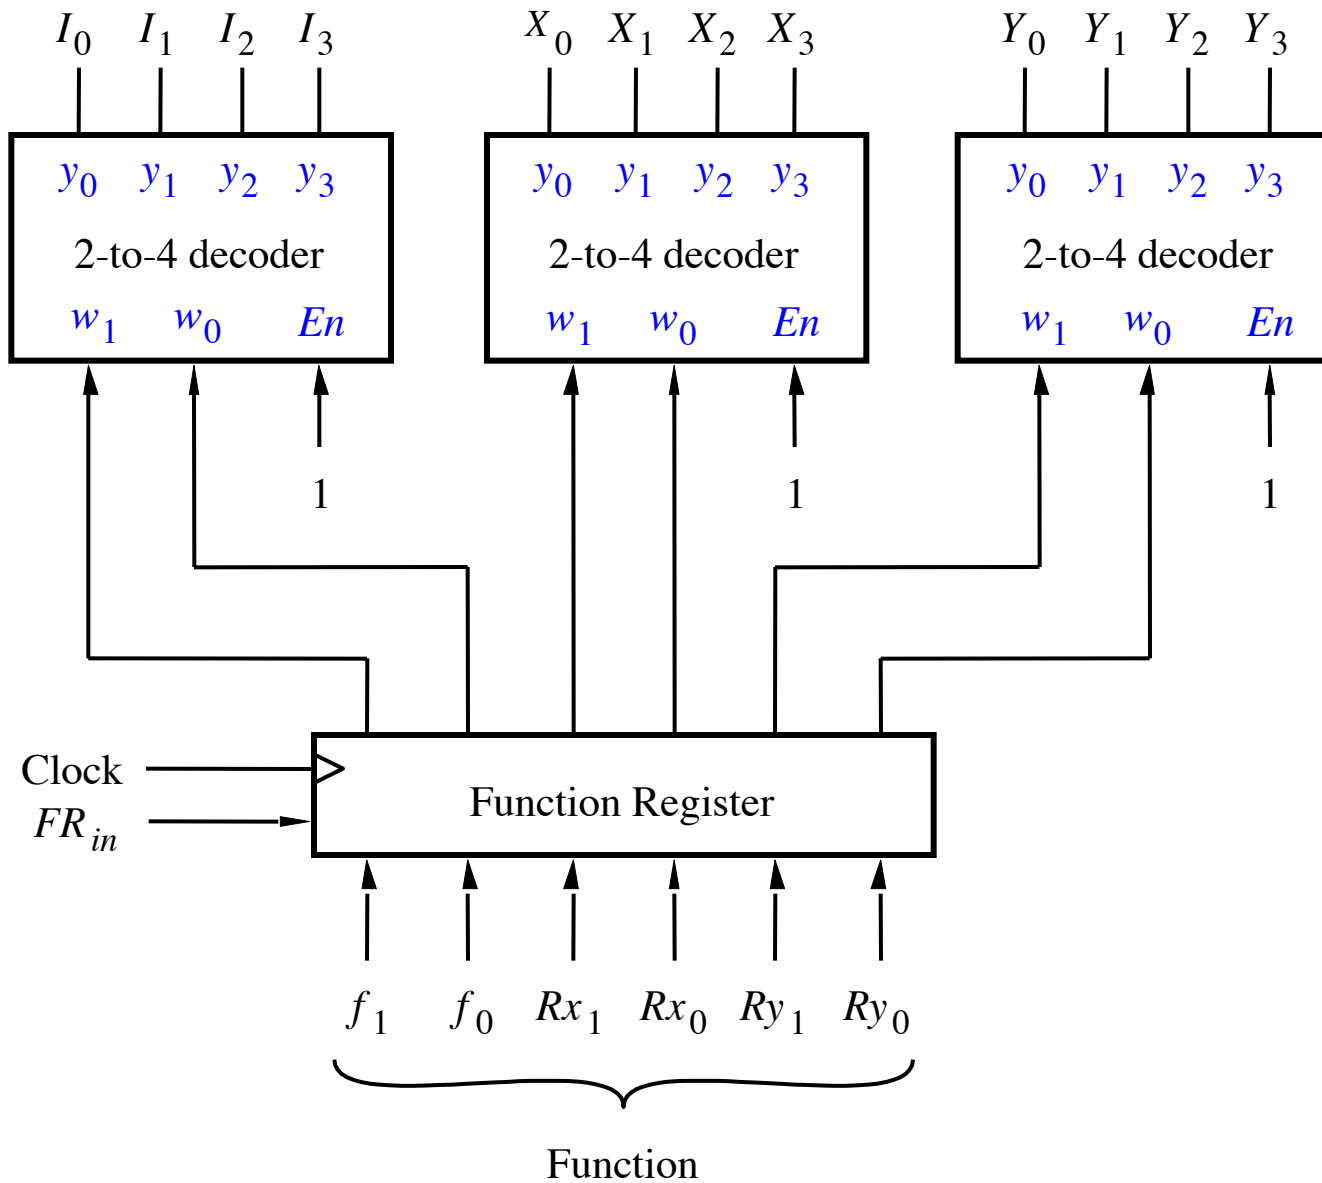 I0 I1 I2 I3 X0 X1 X2 X3 Y0 Y1 Y2 Y3
y0 y1 y2 y3 y0 y1 y2 y3 y0 y1 y2 y3
2-to-4 decoder 2-to-4 decoder 2-to-4 decoder
w1 w0 En w1 w0 En w1 w0 En
1 1 1
Clock
Function Register
FRin
f1 f0 Rx1 Rx0 Ry1 Ry0
Function